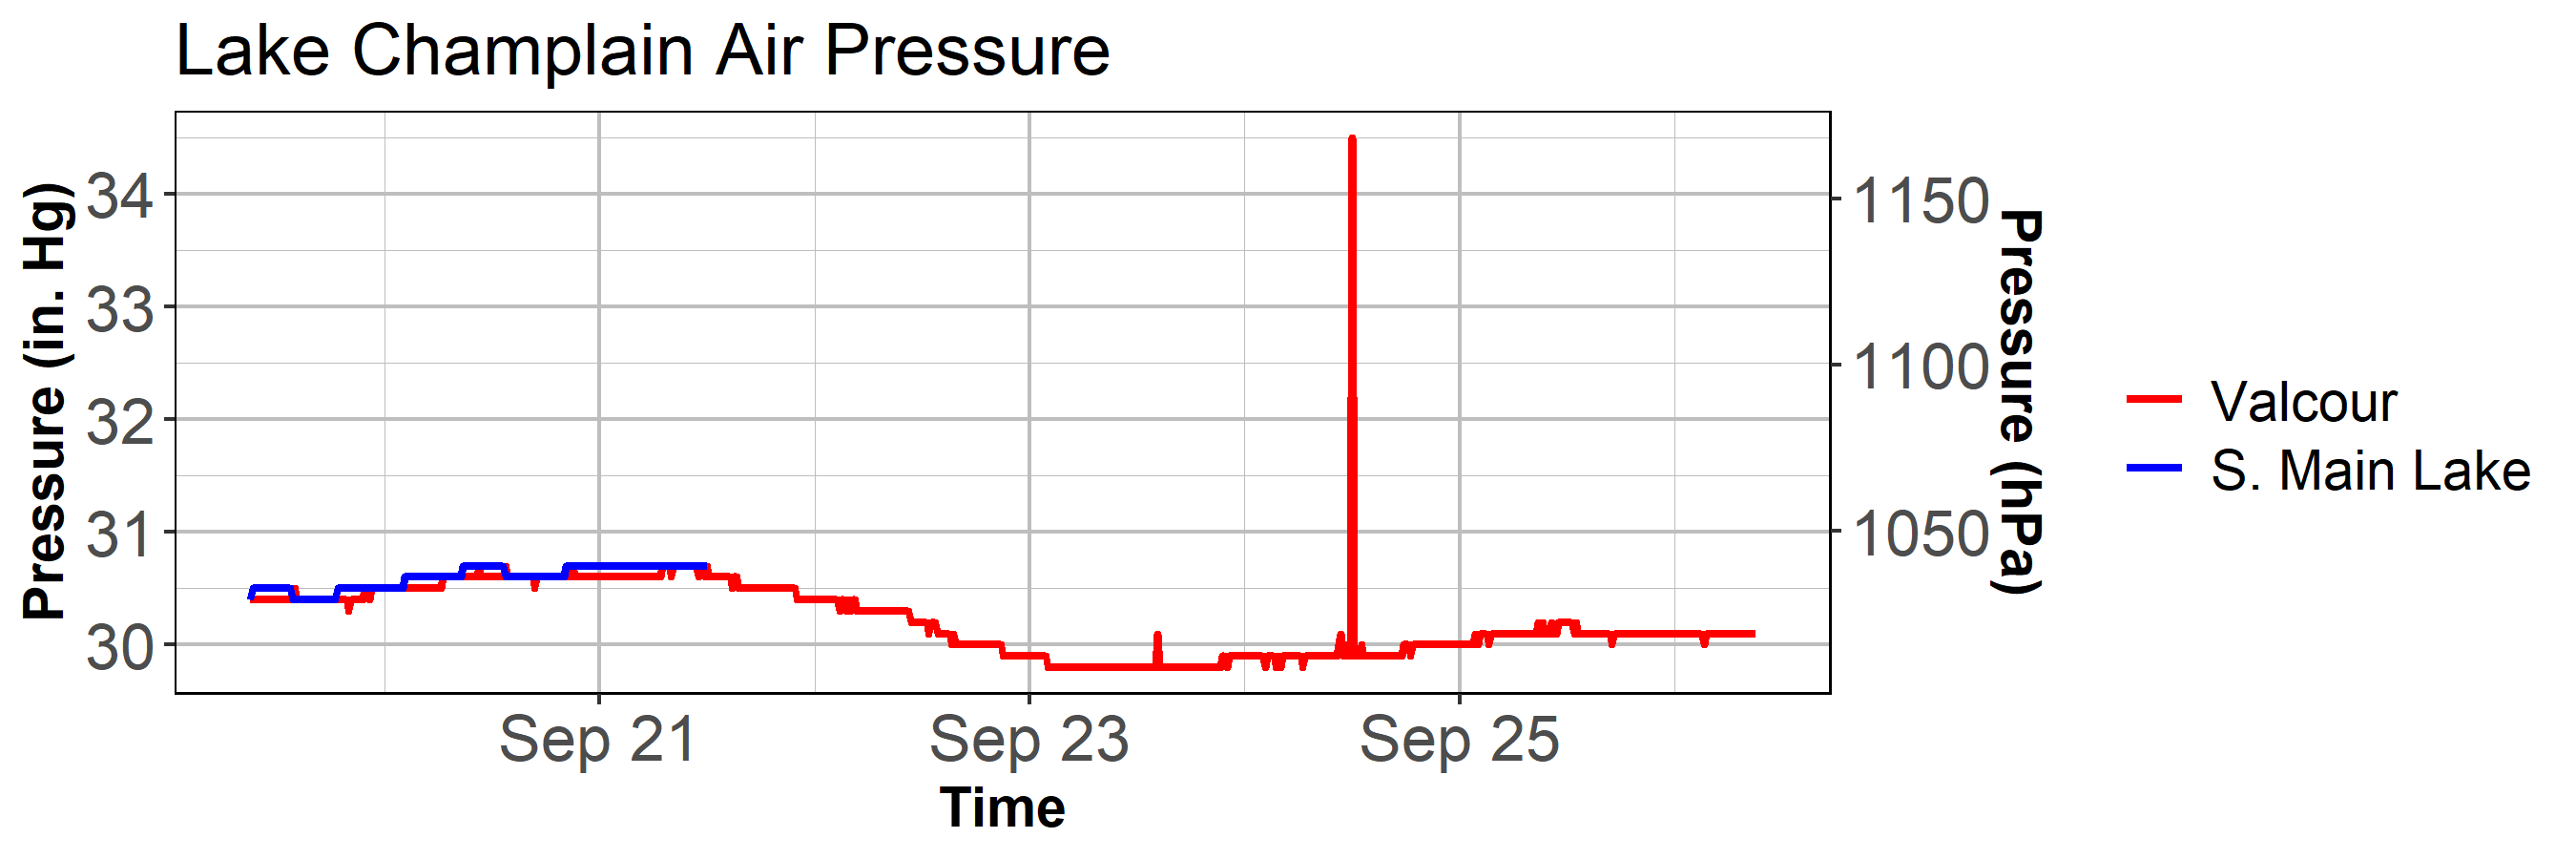 Lake Champlain Air Pressure
Pressure (in. Hg)
34
33
32
31
30
1150
1100
1050
Pressure (hPa)
Sep 21
Sep 23
Sep 25
Time
Valcour
S. Main Lake